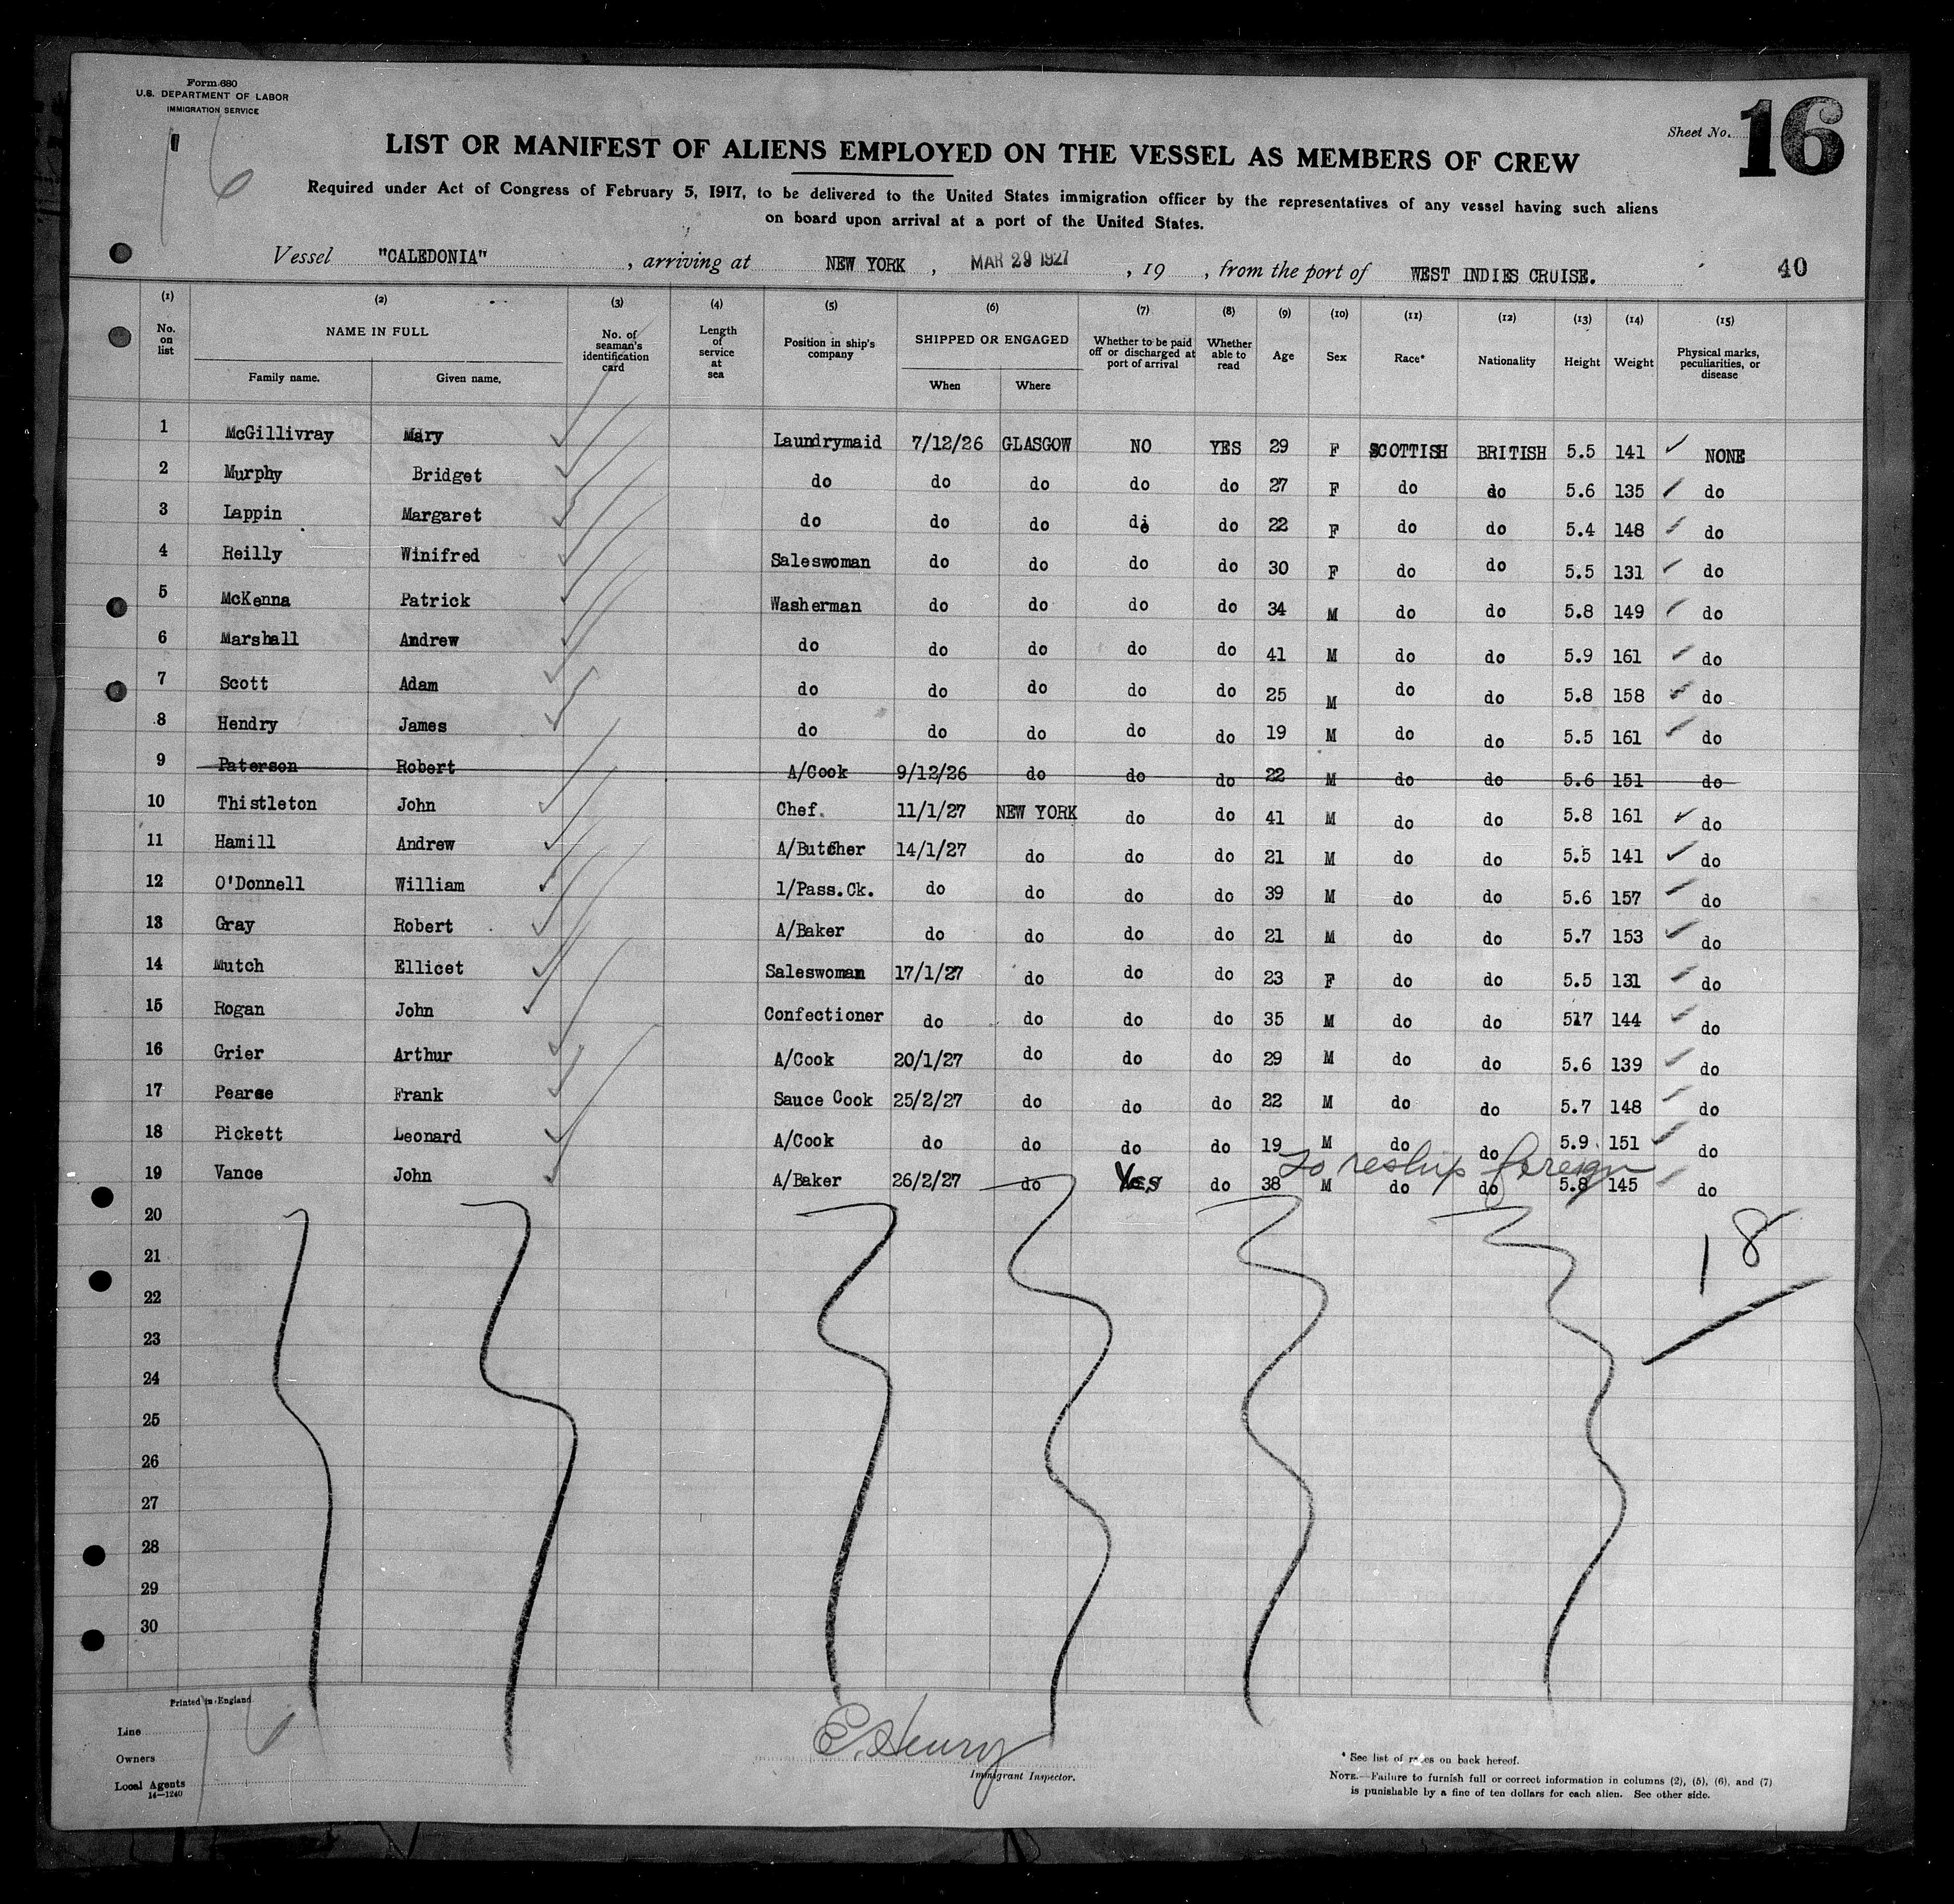 Form 680
U.S. DEPARTMENT OF LABOR
IMMIGRATION SERVICE
16
Sheet No. 16
LIST OR MANIFEST OF ALIENS EMPLOYED ON THE VESSEL AS MEMBERS OF CREW
Required under Act of Congress of February 5, 1917, to be delivered to the United States immigration officer by the representatives of any vessel having such aliens
on board upon arrival at a port of the United States.
Vessel "CALEDONIA", arriving at NEW YORK, MAR 29 1927, 19 , from the port of WEST INDIES CRUISE. 40
(1) (2) (3) (4) (5) (6) (7) (8) (9) (10) (11) (12) (13) (14) (15)
No. on list NAME IN FULL No. of seaman's identification card Length of service at sea Position in ship's company SHIPPED OR ENGAGED Whether to be paid off or discharged at port of arrival Whether able to read Age Sex Race* Nationality Height Weight Physical marks, peculiarities, or disease
Family name. Given name. When Where
1 McGillivray Mary Laundrymaid 7/12/26 GLASGOW NO YES 29 F SCOTTISH BRITISH 5.5 141 NONE
2 Murphy Bridget do do do do do 27 F do do 5.6 135 do
3 Lappin Margaret do do do do do 22 F do do 5.4 148 do
4 Reilly Winifred Saleswoman do do do do 30 F do do 5.5 131 do
5 McKenna Patrick Washerman do do do do 34 M do do 5.8 149 do
6 Marshall Andrew do do do do do 41 M do do 5.9 161 do
7 Scott Adam do do do do do 25 M do do 5.8 158 do
8 Hendry James do do do do do 19 M do do 5.5 161 do
9 Paterson Robert A/Cook 9/12/26 do do do 22 M do do 5.6 151 do
10 Thistleton John Chef. 11/1/27 NEW YORK do do 41 M do do 5.8 161 do
11 Hamill Andrew A/Butcher 14/1/27 do do do 21 M do do 5.5 141 do
12 O'Donnell William 1/Pass.Ck. do do do do 39 M do do 5.6 157 do
13 Gray Robert A/Baker do do do do 21 M do do 5.7 153 do
14 Mutch Ellicet Saleswoman 17/1/27 do do do 23 F do do 5.5 131 do
15 Rogan John Confectioner do do do do 35 M do do 517 144 do
16 Grier Arthur A/Cook 20/1/27 do do do 29 M do do 5.6 139 do
17 Pearse Frank Sauce Cook 25/2/27 do do do 22 M do do 5.7 148 do
18 Pickett Leonard A/Cook do do do do 19 M do do 5.9 151 do
to reship foreign
19 Vance John A/Baker 26/2/27 do Yes do 38 M do do 5.8 145 do
20
21 18
22
23
24
25
26
27
28
29
30
Printed in England
16
Line
Owners
Local Agents
14—1240
E. Henry
Immigrant Inspector.
* See list of races on back hereof.
NOTE.—Failure to furnish full or correct information in columns (2), (5), (6), and (7)
is punishable by a fine of ten dollars for each alien. See other side.